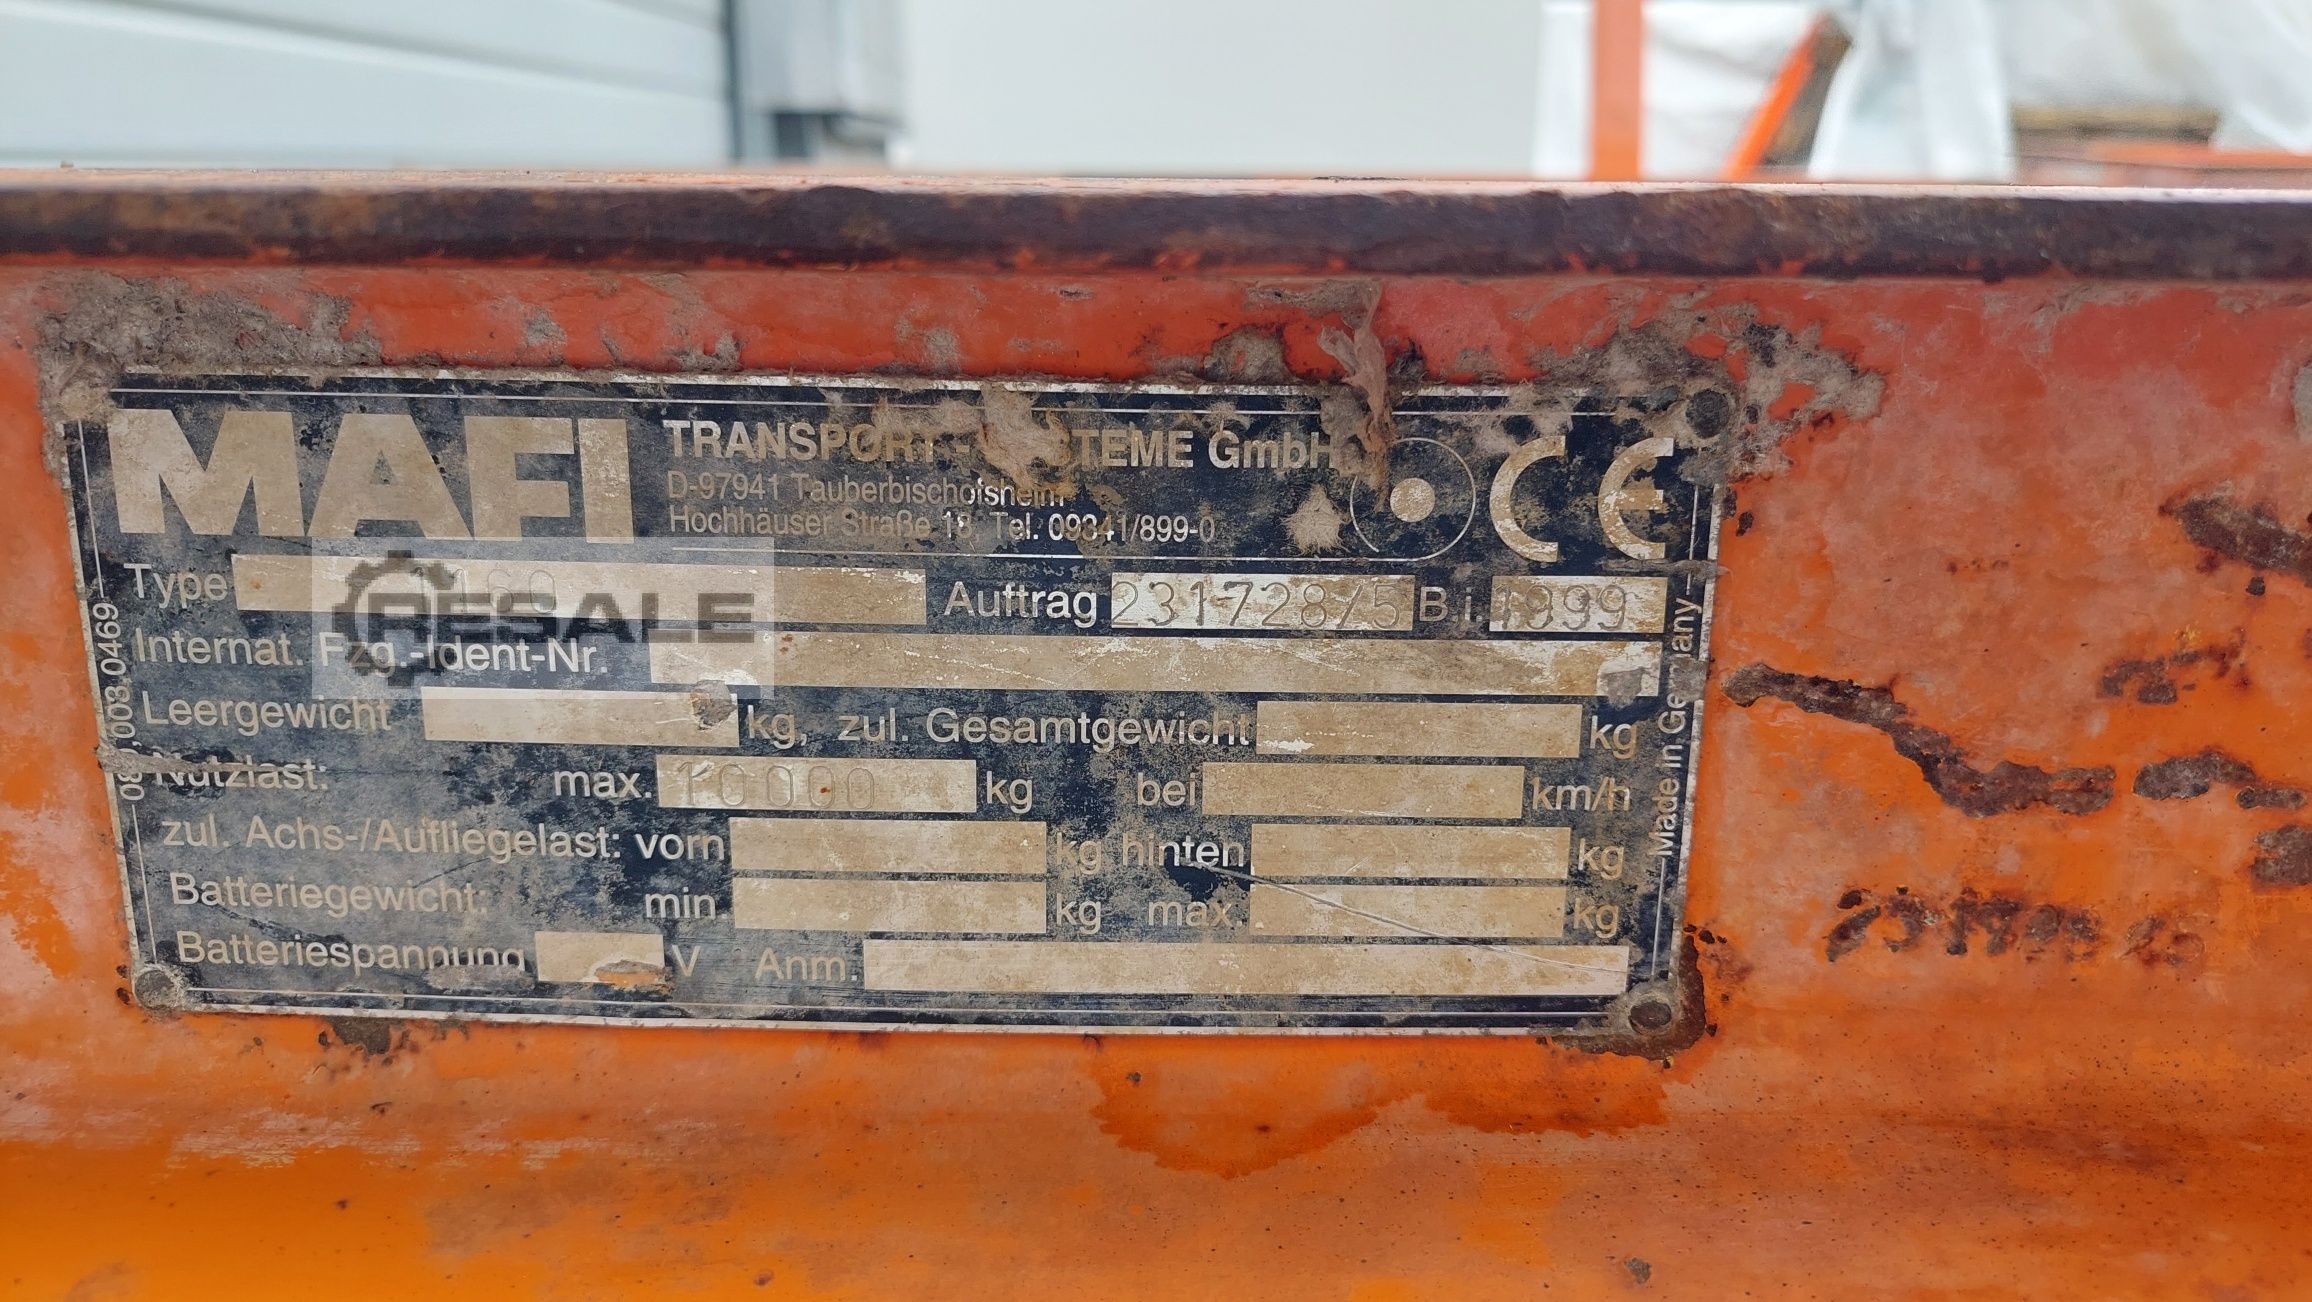 MAFI TRANSPORT - SYSTEME GmbH CE
D-97941 Tauberbischofsheim
Hochhäuser Straße 18, Tel. 09341/899-0
Type Auftrag 231728/5 B.j. 1999
RESALE
Internat. Fzg.-Ident-Nr.
Leergewicht kg, zul. Gesamtgewicht kg
Nutzlast: max. 10000 kg bei km/h
zul. Achs-/Aufliegelast: vorn kg hinten kg
Batteriegewicht: min. kg max. kg
Batteriespannung V Anm.
Made in Germany